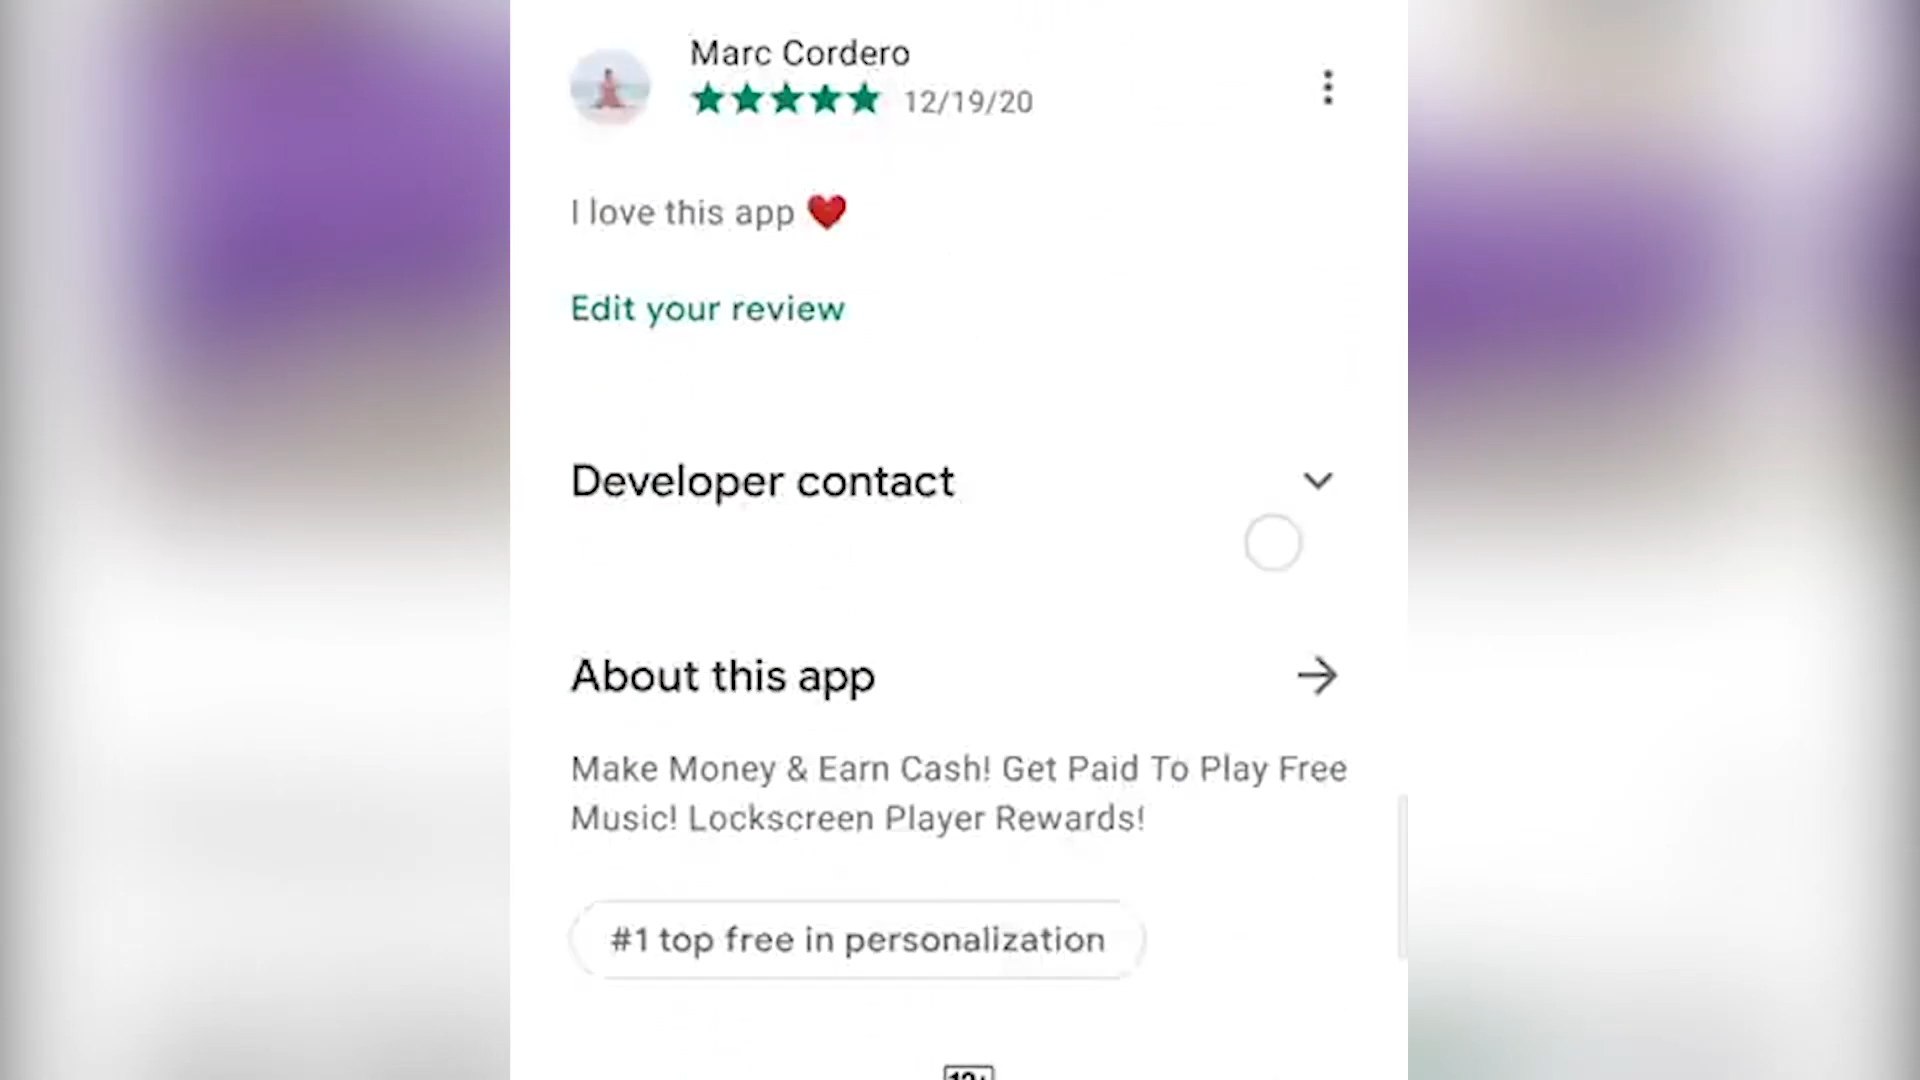 Marc Cordero
12/19/20
I love this app ❤️
Edit your review
Developer contact
About this app
Make Money & Earn Cash! Get Paid To Play Free
Music! Lockscreen Player Rewards!
#1 top free in personalization